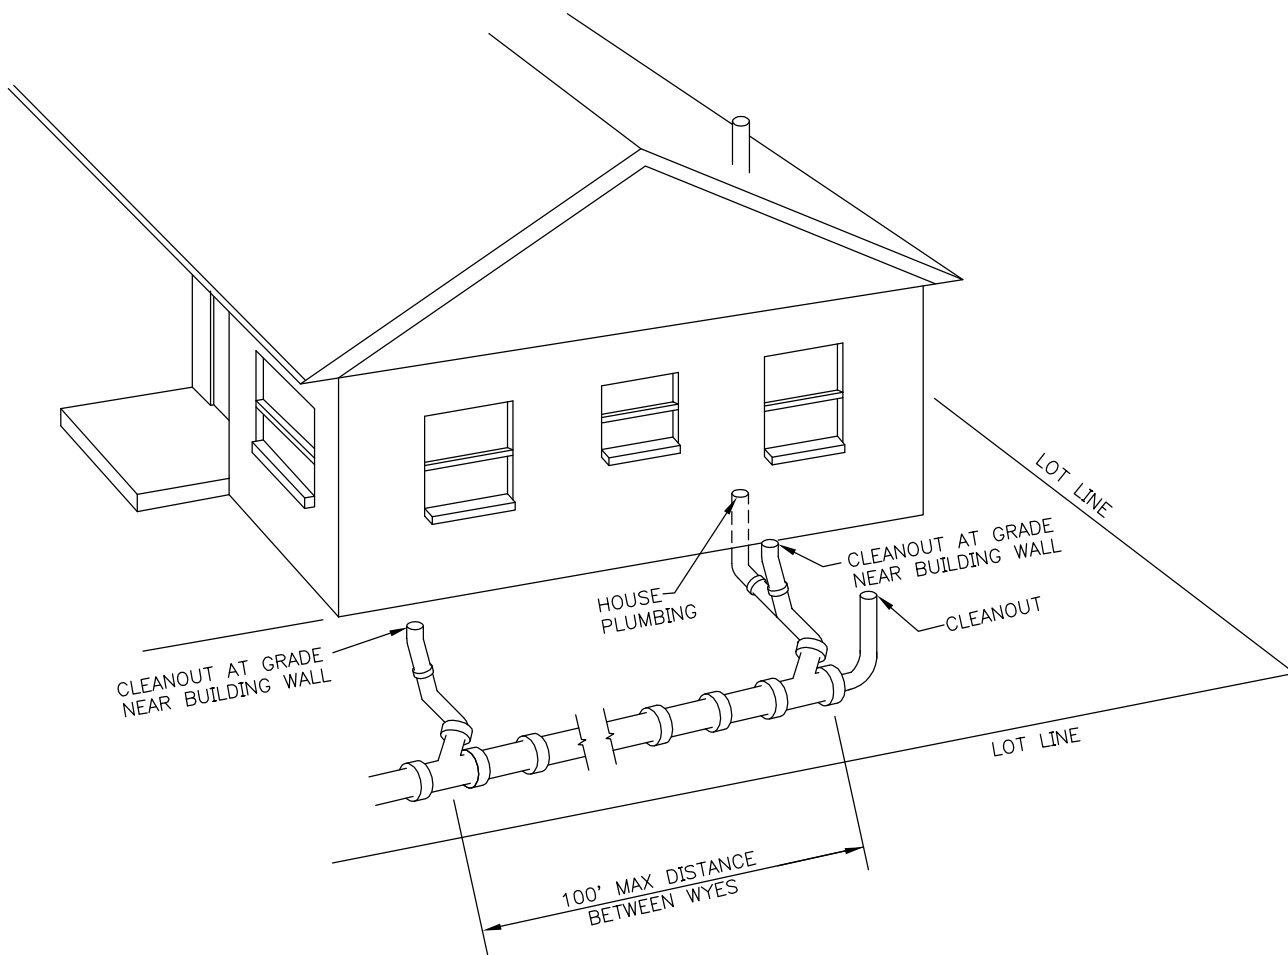 LOT LINE
CLEANOUT AT GRADE
NEAR BUILDING WALL
HOUSE
PLUMBING
CLEANOUT
CLEANOUT AT GRADE
NEAR BUILDING WALL
LOT LINE
100' MAX DISTANCE
BETWEEN WYES